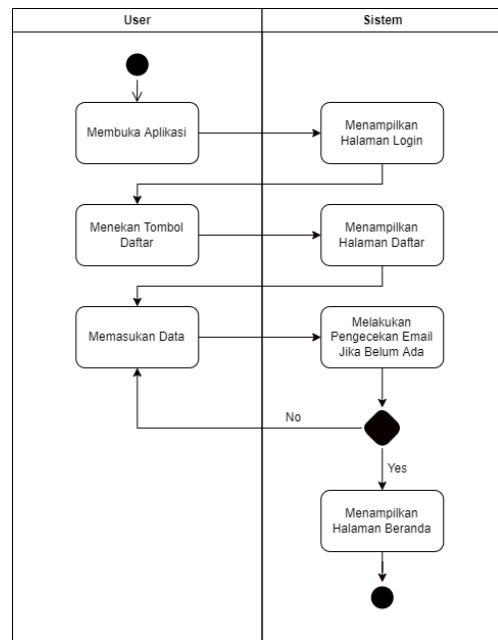 User
Sistem
Membuka Aplikasi
Menampilkan
Halaman Login
Menekan Tombol
Daftar
Menampilkan
Halaman Daftar
Memasukan Data
Melakukan
Pengecekan Email
Jika Belum Ada
No
Yes
Menampilkan
Halaman Beranda